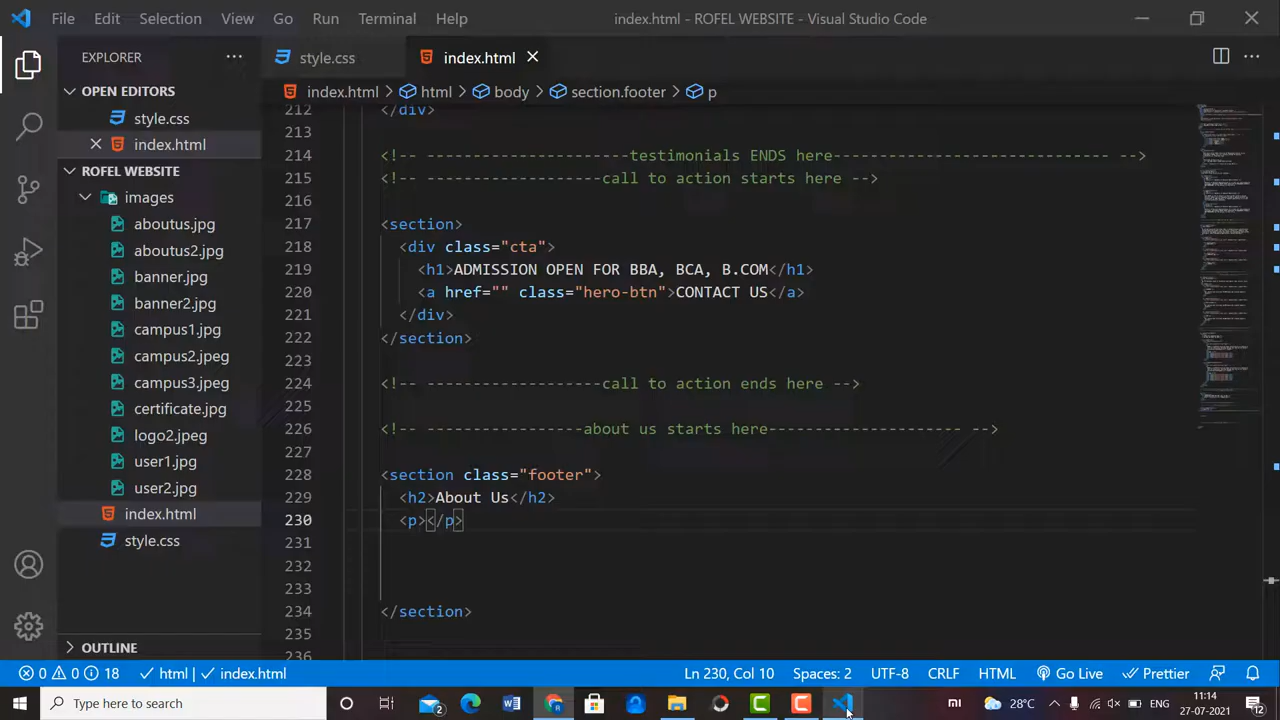 File Edit Selection View Go Run Terminal Help index.html - ROFEL WEBSITE - Visual Studio Code
EXPLORER
style.css
index.html
OPEN EDITORS
style.css
index.html
ROFEL WEBSITE
images
aboutus.jpg
aboutus2.jpg
banner.jpg
banner2.jpg
campus1.jpg
campus2.jpeg
campus3.jpeg
certificate.jpg
logo2.jpeg
user1.jpg
user2.jpg
index.html
style.css
OUTLINE
index.html html body section.footer p
212 </div>
213
214 <!-- ----------------------testimonials ENDS here------------------------------ -->
215 <!-- --------------------call to action starts here -->
216
217 <section>
218 <div class="cta">
219 <h1>ADMISSION OPEN FOR BBA, BCA, B.COM </h1>
220 <a href="" class="hero-btn">CONTACT US</a>
221 </div>
222 </section>
223
224 <!-- -------------------call to action ends here -->
225
226 <!-- -----------------about us starts here--------------------- -->
227
228 <section class="footer">
229 <h2>About Us</h2>
230 <p></p>
231
232
233
234 </section>
235
236
0 0 18 html index.html Ln 230, Col 10 Spaces: 2 UTF-8 CRLF HTML Go Live Prettier
Type here to search 2 W mi 28°C ENG 11:14 27-07-2021 12